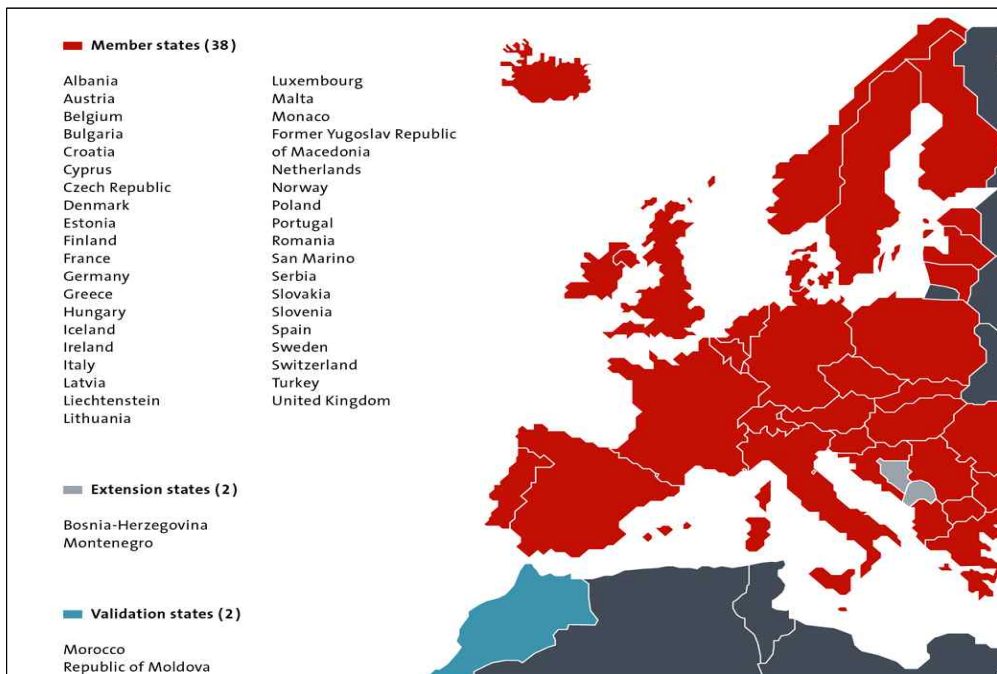 Member states (38)
Albania
Austria
Belgium
Bulgaria
Croatia
Cyprus
Czech Republic
Denmark
Estonia
Finland
France
Germany
Greece
Hungary
Iceland
Ireland
Italy
Latvia
Liechtenstein
Lithuania
Luxembourg
Malta
Monaco
Former Yugoslav Republic
of Macedonia
Netherlands
Norway
Poland
Portugal
Romania
San Marino
Serbia
Slovakia
Slovenia
Spain
Sweden
Switzerland
Turkey
United Kingdom
Extension states (2)
Bosnia-Herzegovina
Montenegro
Validation states (2)
Morocco
Republic of Moldova